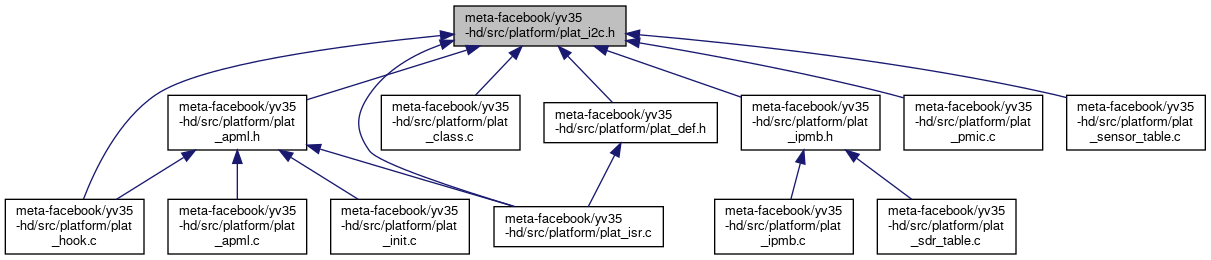 meta-facebook/yv35
-hd/src/platform/plat_i2c.h
meta-facebook/yv35
-hd/src/platform/plat
_apml.h
meta-facebook/yv35
-hd/src/platform/plat
_class.c
meta-facebook/yv35
-hd/src/platform/plat_def.h
meta-facebook/yv35
-hd/src/platform/plat
_ipmb.h
meta-facebook/yv35
-hd/src/platform/plat
_pmic.c
meta-facebook/yv35
-hd/src/platform/plat
_sensor_table.c
meta-facebook/yv35
-hd/src/platform/plat
_hook.c
meta-facebook/yv35
-hd/src/platform/plat
_apml.c
meta-facebook/yv35
-hd/src/platform/plat
_init.c
meta-facebook/yv35
-hd/src/platform/plat_isr.c
meta-facebook/yv35
-hd/src/platform/plat
_ipmb.c
meta-facebook/yv35
-hd/src/platform/plat
_sdr_table.c